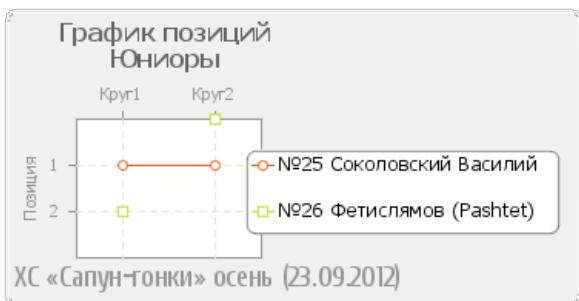 График позиций
Юниоры
Круг1 Круг2
Позиция
1
2
№25 Соколовский Василий
№26 Фетислямов (Pashtet)
ХС «Сапун-гонки» осень (23.09.2012)